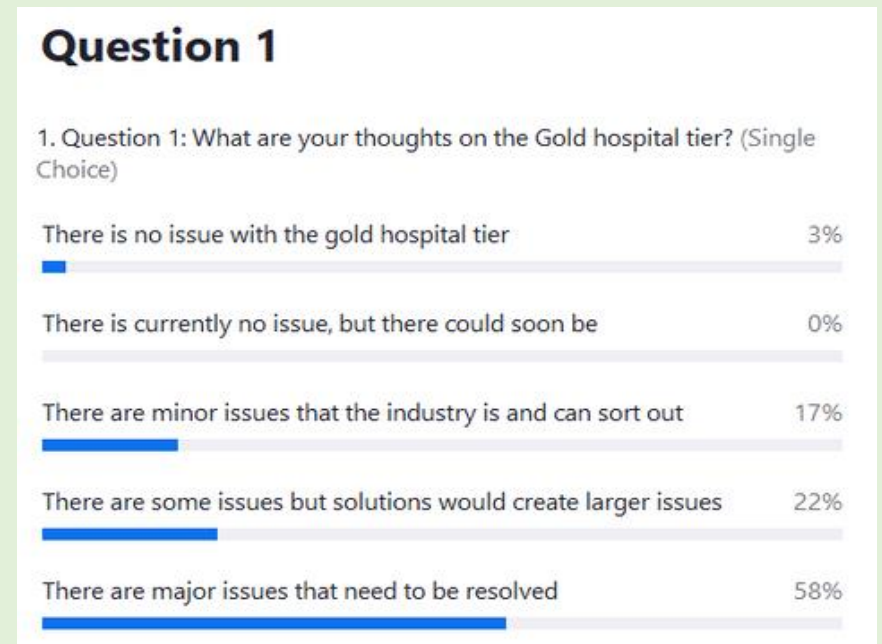 Question 1
1. Question 1: What are your thoughts on the Gold hospital tier? (Single
Choice)
There is no issue with the gold hospital tier 3%
There is currently no issue, but there could soon be 0%
There are minor issues that the industry is and can sort out 17%
There are some issues but solutions would create larger issues 22%
There are major issues that need to be resolved 58%